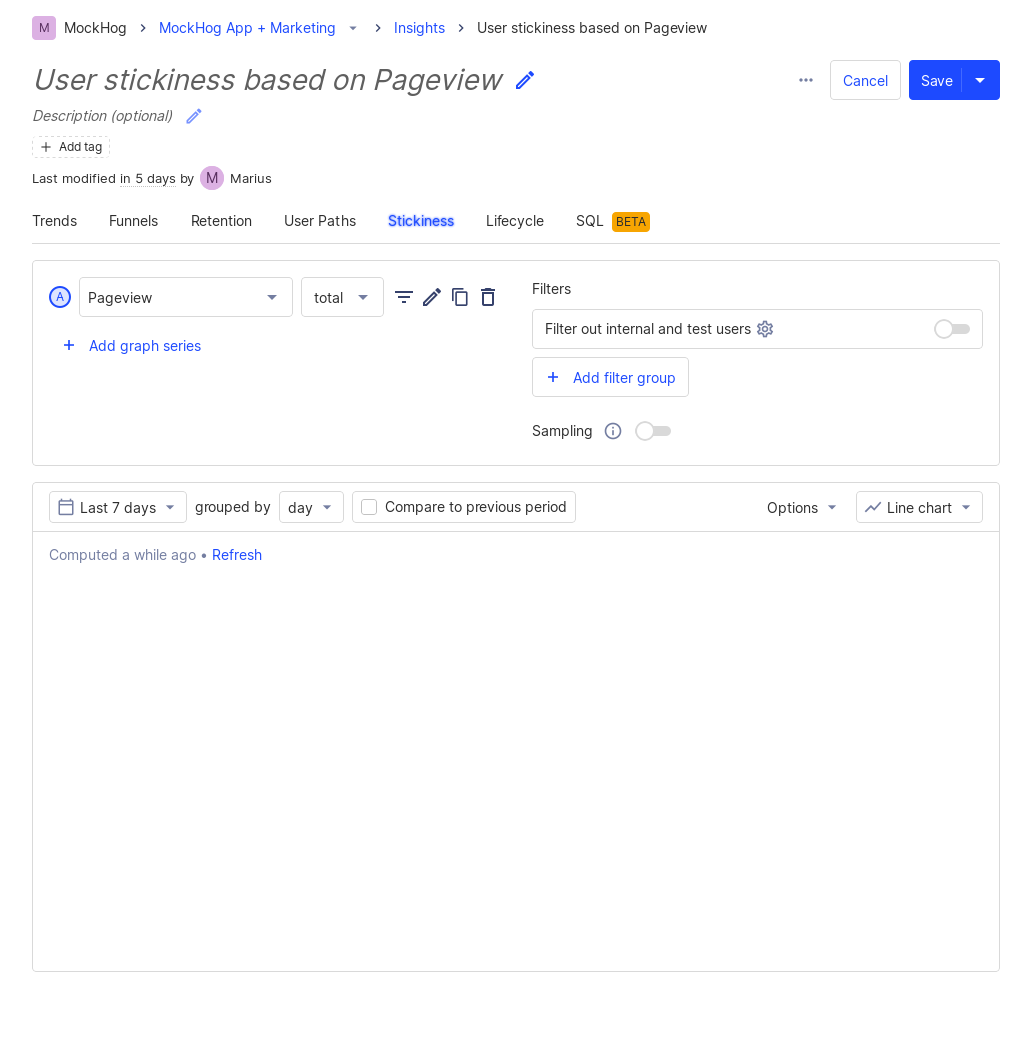 M MockHog MockHog App + Marketing Insights User stickiness based on Pageview
User stickiness based on Pageview
Cancel Save
Description (optional)
Add tag
Last modified in 5 days by M Marius
Trends Funnels Retention User Paths Stickiness Lifecycle SQL BETA
A Pageview total
Add graph series
Filters
Filter out internal and test users
Add filter group
Sampling
Last 7 days grouped by day Compare to previous period Options Line chart
Computed a while ago • Refresh